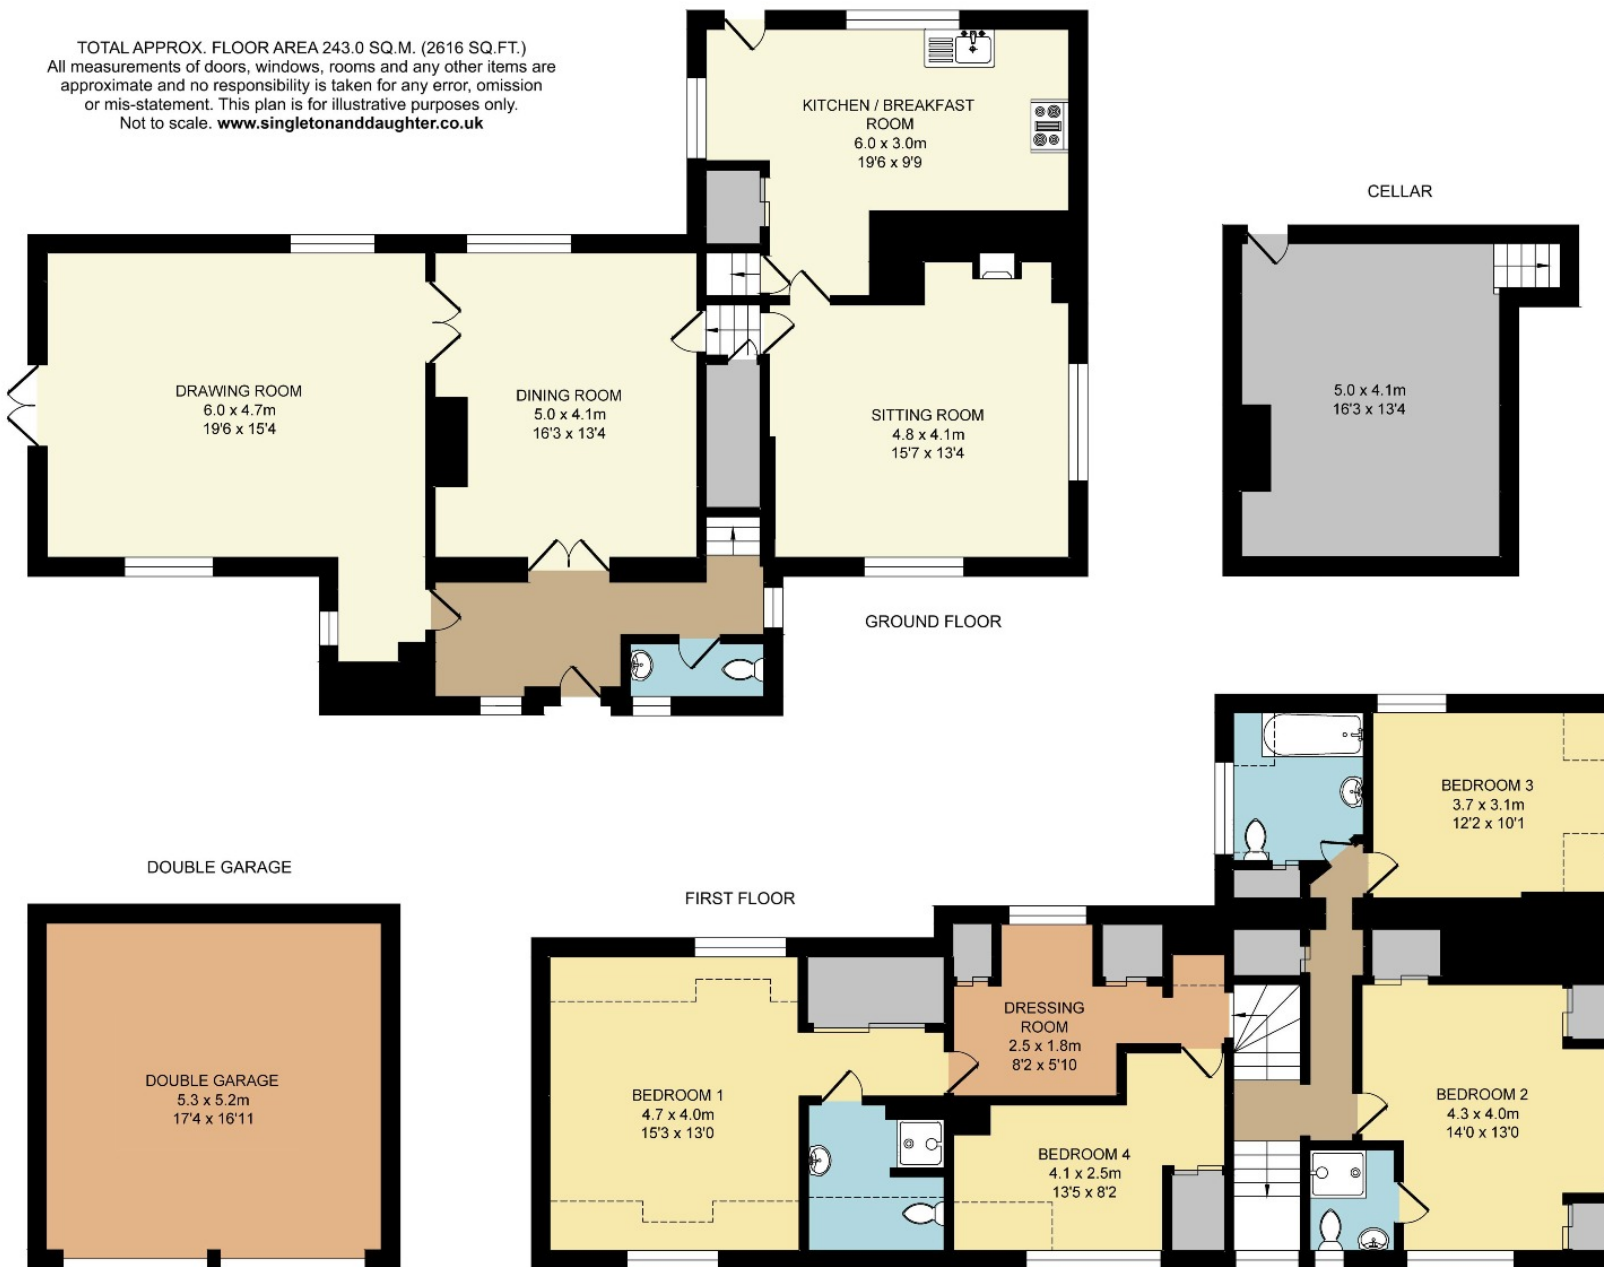 TOTAL APPROX. FLOOR AREA 243.0 SQ.M. (2616 SQ.FT.)
All measurements of doors, windows, rooms and any other items are
approximate and no responsibility is taken for any error, omission
or mis-statement. This plan is for illustrative purposes only.
Not to scale. www.singletonanddaughter.co.uk
KITCHEN / BREAKFAST
ROOM
6.0 x 3.0m
19'6 x 9'9
CELLAR
5.0 x 4.1m
16'3 x 13'4
DRAWING ROOM
6.0 x 4.7m
19'6 x 15'4
DINING ROOM
5.0 x 4.1m
16'3 x 13'4
SITTING ROOM
4.8 x 4.1m
15'7 x 13'4
GROUND FLOOR
DOUBLE GARAGE
DOUBLE GARAGE
5.3 x 5.2m
17'4 x 16'11
FIRST FLOOR
BEDROOM 3
3.7 x 3.1m
12'2 x 10'1
DRESSING
ROOM
2.5 x 1.8m
8'2 x 5'10
BEDROOM 1
4.7 x 4.0m
15'3 x 13'0
BEDROOM 4
4.1 x 2.5m
13'5 x 8'2
BEDROOM 2
4.3 x 4.0m
14'0 x 13'0